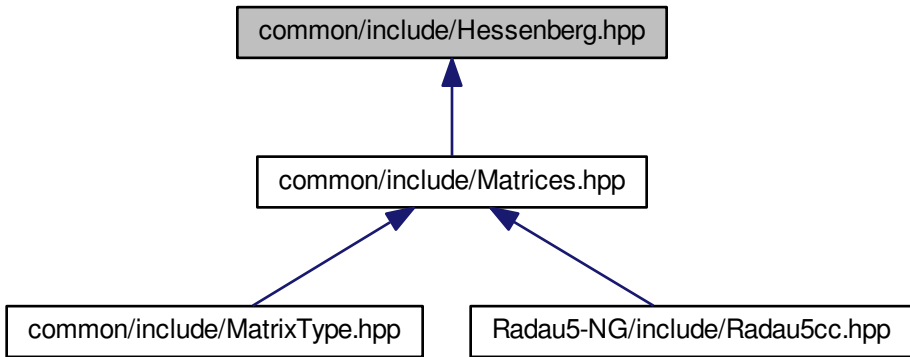 common/include/Hessenberg.hpp
common/include/Matrices.hpp
common/include/MatrixType.hpp
Radau5-NG/include/Radau5cc.hpp